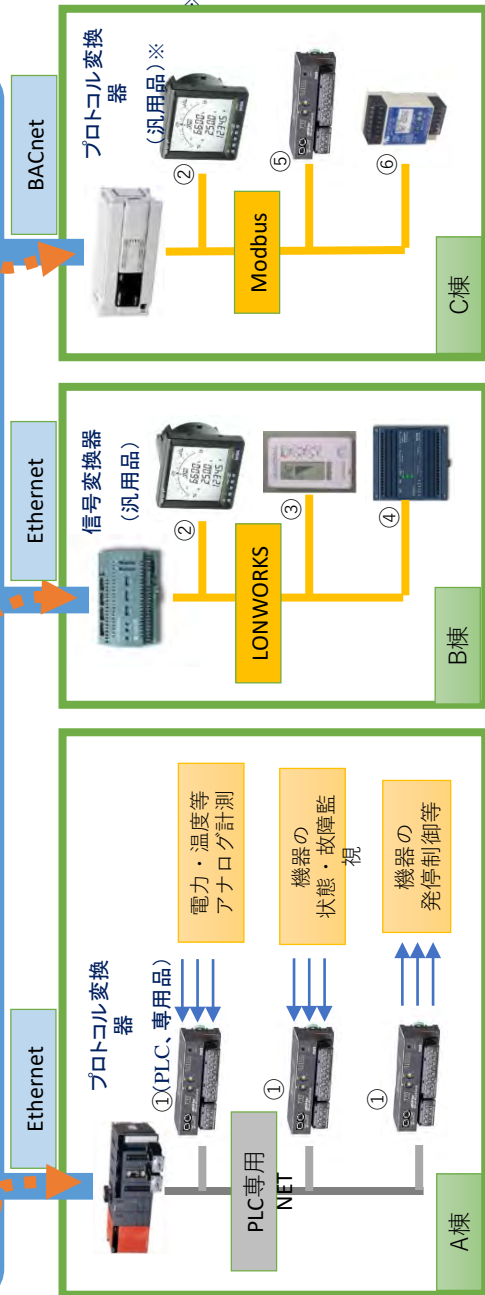 Ethernet
プロトコル変換
器
(PLC、専用品)
①
①
①
PLC専用
NET
電力・温度等
アナログ計測
機器の
状態・故障監
視
機器の
発停制御等
A棟
Ethernet
信号変換器
（汎用品）
②
③
④
LONWORKS
B棟
BACnet
プロトコル変換
器
（汎用品）※
②
⑤
⑥
Modbus
C棟
※